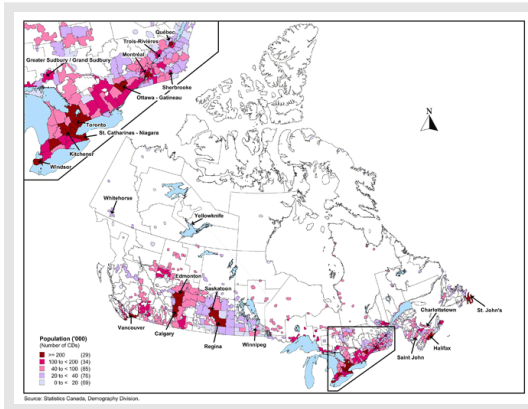 Québec
Trois-Rivières
Montréal
Greater Sudbury / Grand Sudbury
Sherbrooke
Ottawa - Gatineau
Toronto
St. Catharines - Niagara
Kitchener
Windsor
N
Whitehorse
Yellowknife
Edmonton
Saskatoon
Vancouver
Calgary
Regina
Winnipeg
Charlottetown
St. John's
Saint John
Halifax
Population ('000)
(Number of CDs)
>= 200 (29)
100 to < 200 (34)
40 to < 100 (85)
20 to < 40 (76)
0 to < 20 (69)
Source: Statistics Canada, Demography Division.